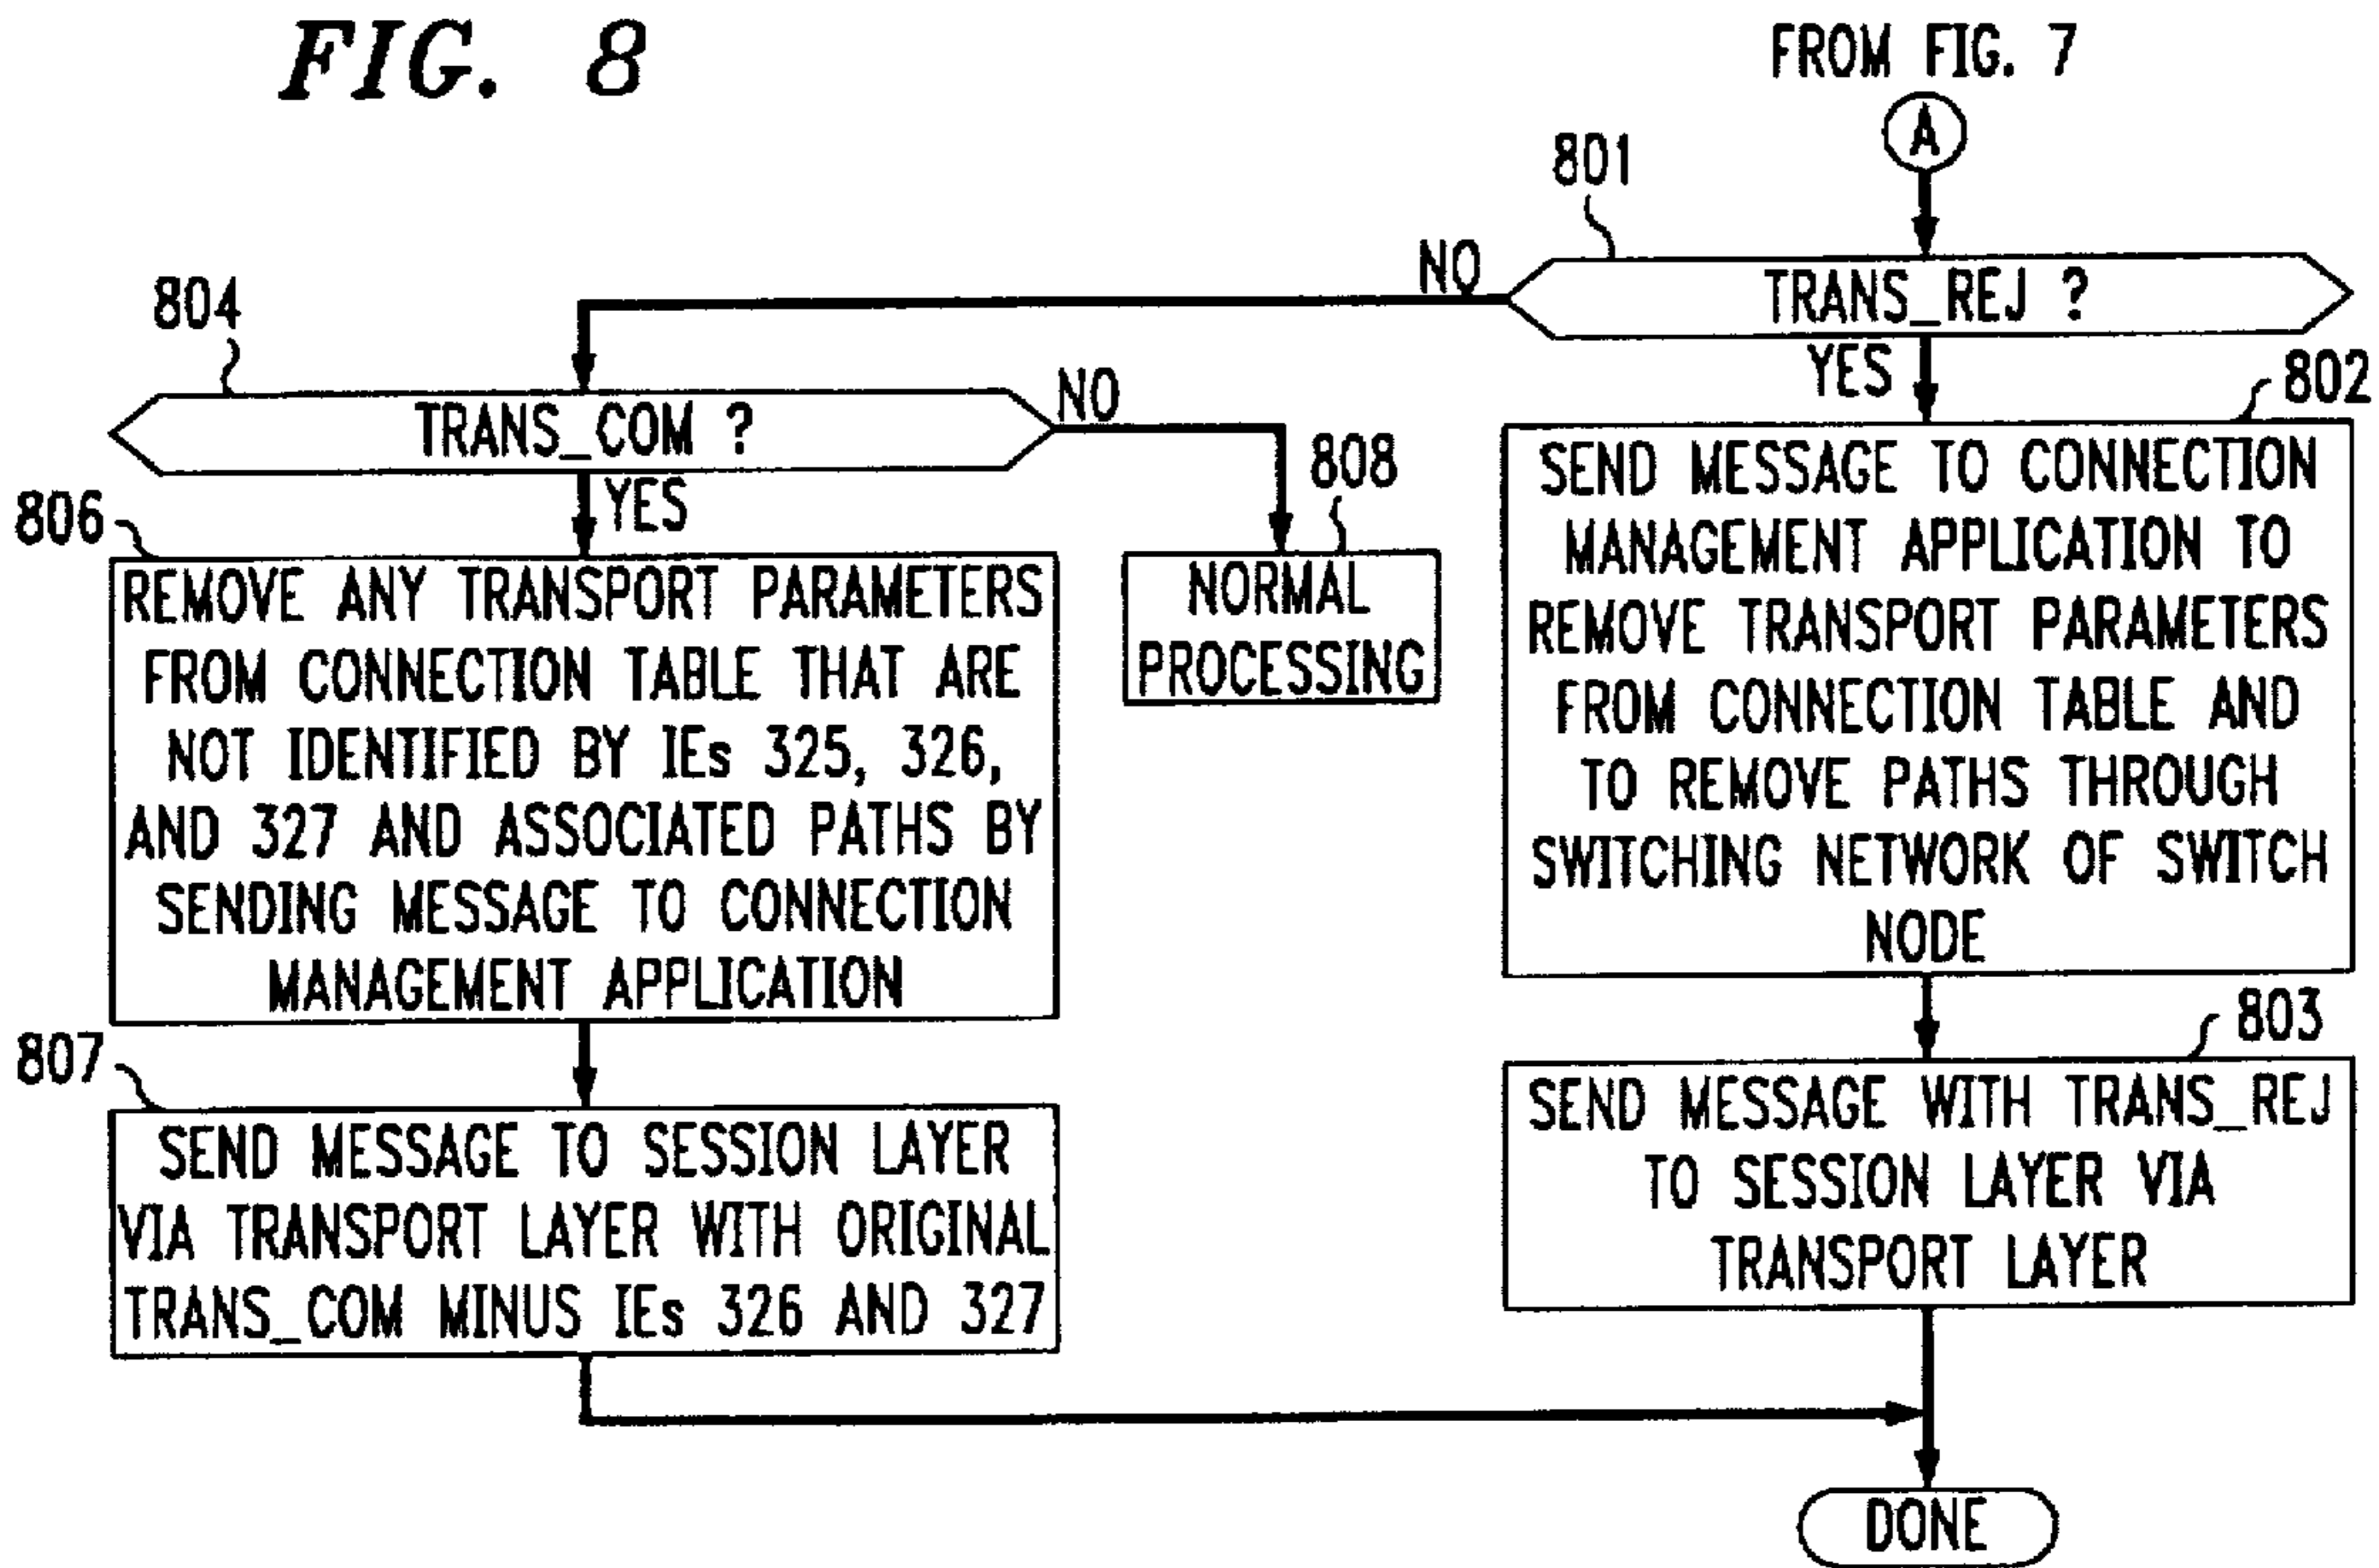 FIG. 8
FROM FIG. 7
A
801
TRANS_REJ ?
NO
YES
804
TRANS_COM ?
NO
YES
802
SEND MESSAGE TO CONNECTION
MANAGEMENT APPLICATION TO
REMOVE TRANSPORT PARAMETERS
FROM CONNECTION TABLE AND
TO REMOVE PATHS THROUGH
SWITCHING NETWORK OF SWITCH
NODE
808
NORMAL
PROCESSING
806
REMOVE ANY TRANSPORT PARAMETERS
FROM CONNECTION TABLE THAT ARE
NOT IDENTIFIED BY IEs 325, 326,
AND 327 AND ASSOCIATED PATHS BY
SENDING MESSAGE TO CONNECTION
MANAGEMENT APPLICATION
803
SEND MESSAGE WITH TRANS_REJ
TO SESSION LAYER VIA
TRANSPORT LAYER
807
SEND MESSAGE TO SESSION LAYER
VIA TRANSPORT LAYER WITH ORIGINAL
TRANS_COM MINUS IEs 326 AND 327
DONE